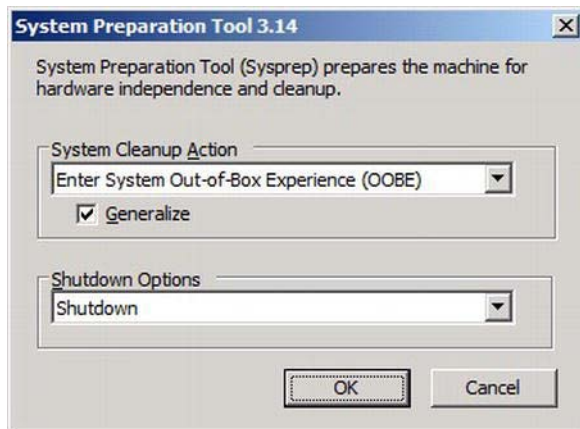 System Preparation Tool 3.14
System Preparation Tool (Sysprep) prepares the machine for
hardware independence and cleanup.
System Cleanup Action
Enter System Out-of-Box Experience (OOBE)
Generalize
Shutdown Options
Shutdown
OK Cancel